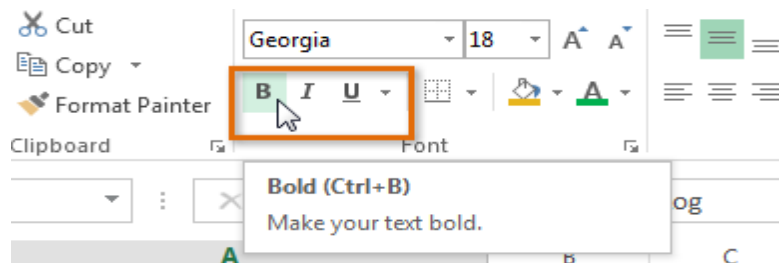 Cut
Georgia 18 A A
Copy
B I U A
Format Painter
Clipboard Font
Bold (Ctrl+B)
Make your text bold.
og
A B C